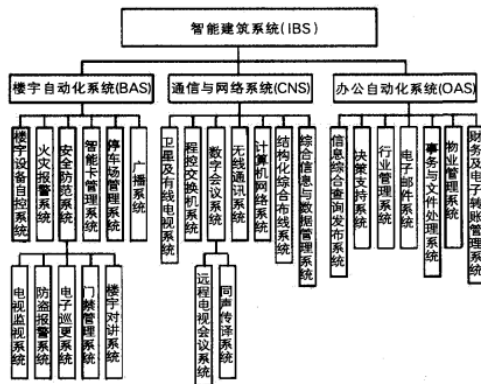 智能建筑系统(IBS)
楼宇自动化系统(BAS)
通信与网络系统(CNS)
办公自动化系统(OAS)
楼宇设备自控系统
火灾报警系统
安全防范系统
智能卡管理系统
停车场管理系统
广播系统
卫星及有线电视系统
程控交换机系统
数字会议系统
无线通讯系统
计算机网络系统
结构化综合布线系统
综合信息与数据管理系统
信息综合查询发布系统
决策支持系统
行业管理系统
电子邮件系统
事务与文件处理系统
物业管理系统
财务及电子转账管理系统
电视监视系统
防盗报警系统
电子巡更系统
门禁管理系统
楼宇对讲系统
远程电视会议系统
同声传译系统